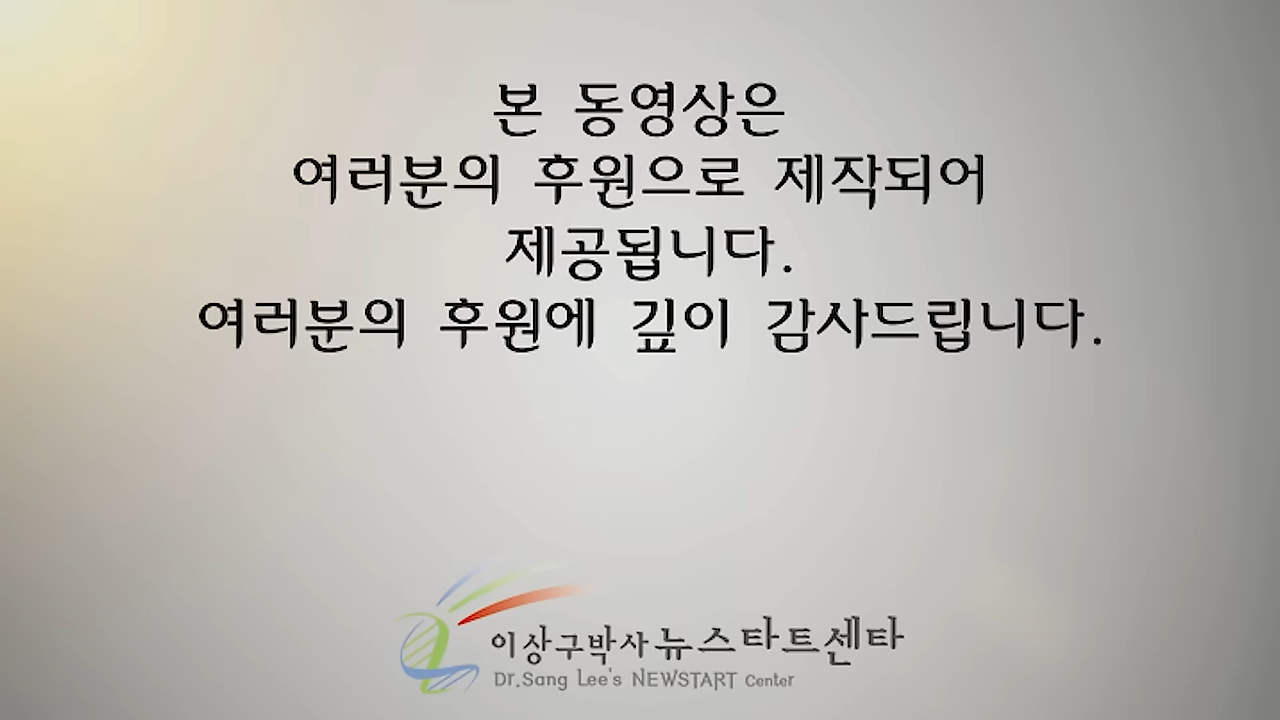 본 동영상은
여러분의 후원으로 제작되어
제공됩니다.
여러분의 후원에 깊이 감사드립니다.
이상구박사뉴스타트센타
Dr.Sang Lee's NEWSTART Center